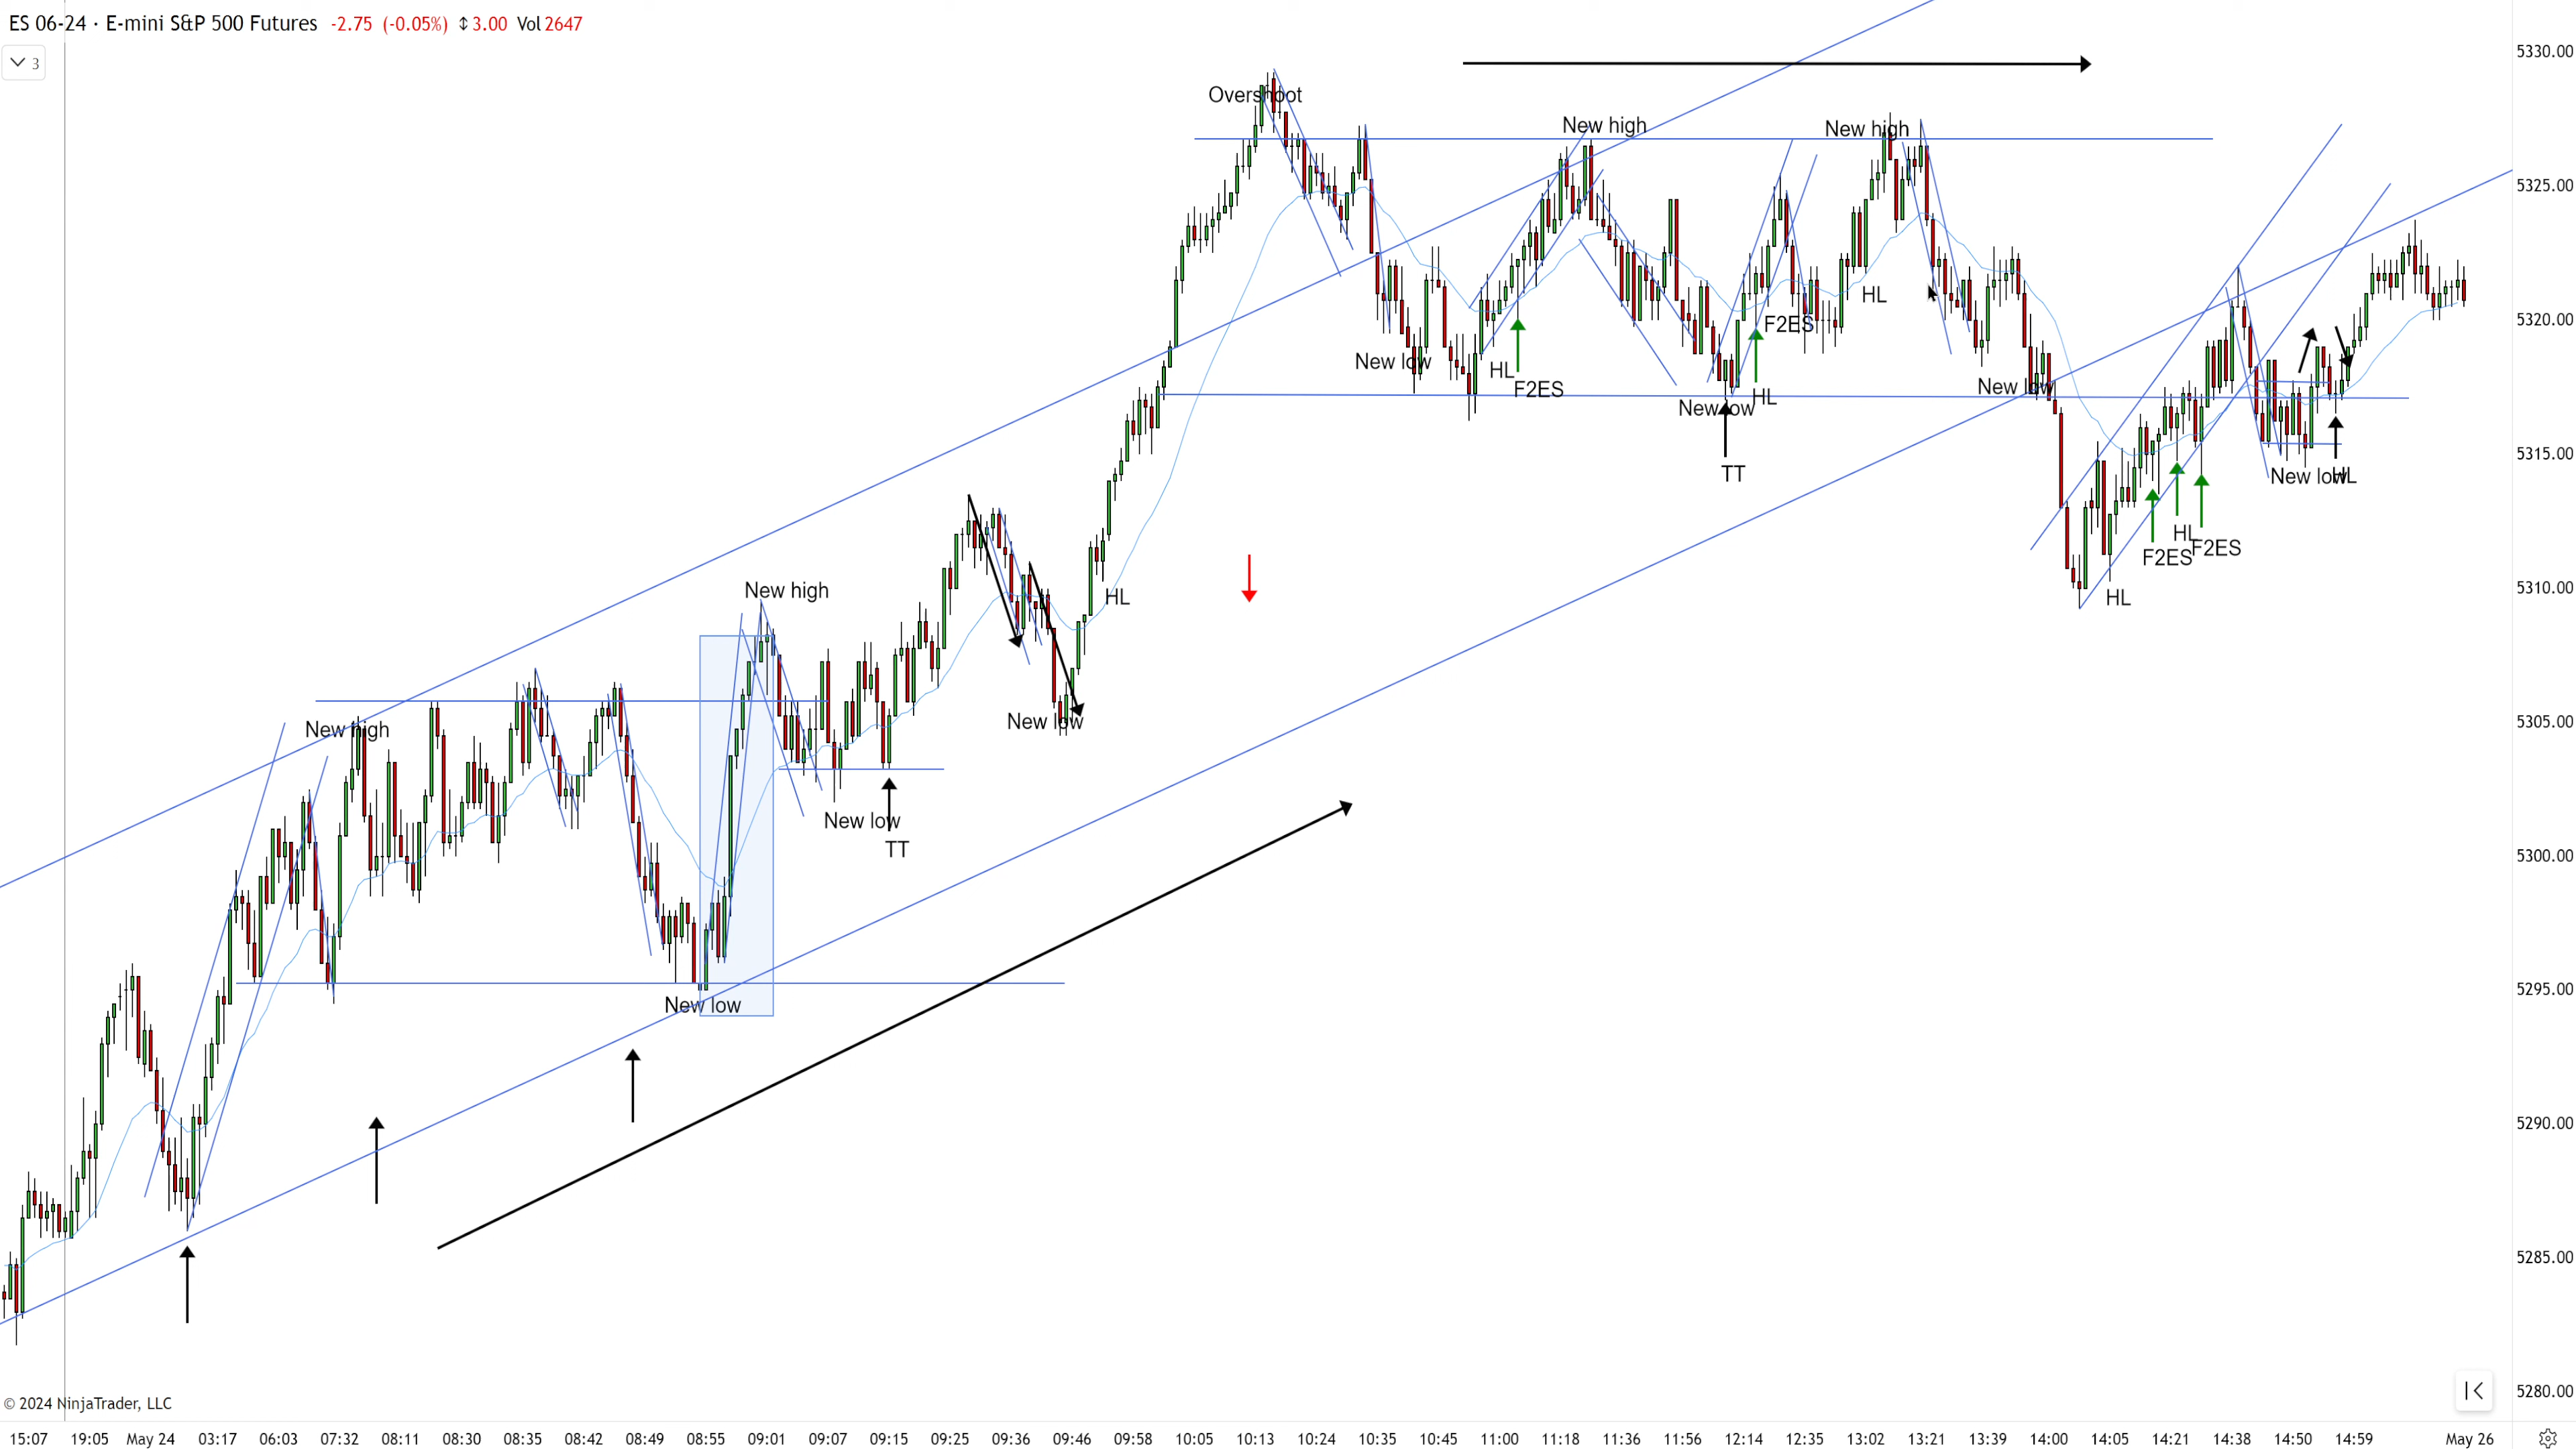 ES 06-24 · E-mini S&P 500 Futures -2.75 (-0.05%) ↕ 3.00 Vol 2647
3
Overshoot
New high
New high
New low
HL
F2ES
New low
HL
F2ES
TT
HL
New low
New low
HL
HL
F2ES
HL
F2ES
New high
HL
New low
New high
New low
TT
New low
5330.00
5325.00
5320.00
5315.00
5310.00
5305.00
5300.00
5295.00
5290.00
5285.00
5280.00
© 2024 NinjaTrader, LLC
15:07 19:05 May 24 03:17 06:03 07:32 08:11 08:30 08:35 08:42 08:49 08:55 09:01 09:07 09:15 09:25 09:36 09:46 09:58 10:05 10:13 10:24 10:35 10:45 11:00 11:18 11:36 11:56 12:14 12:35 13:02 13:21 13:39 14:00 14:05 14:21 14:38 14:50 14:59 May 26